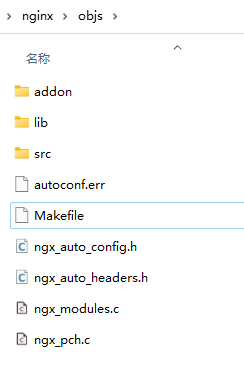 nginx > objs >
名称
addon
lib
src
autoconf.err
Makefile
ngx_auto_config.h
ngx_auto_headers.h
ngx_modules.c
ngx_pch.c